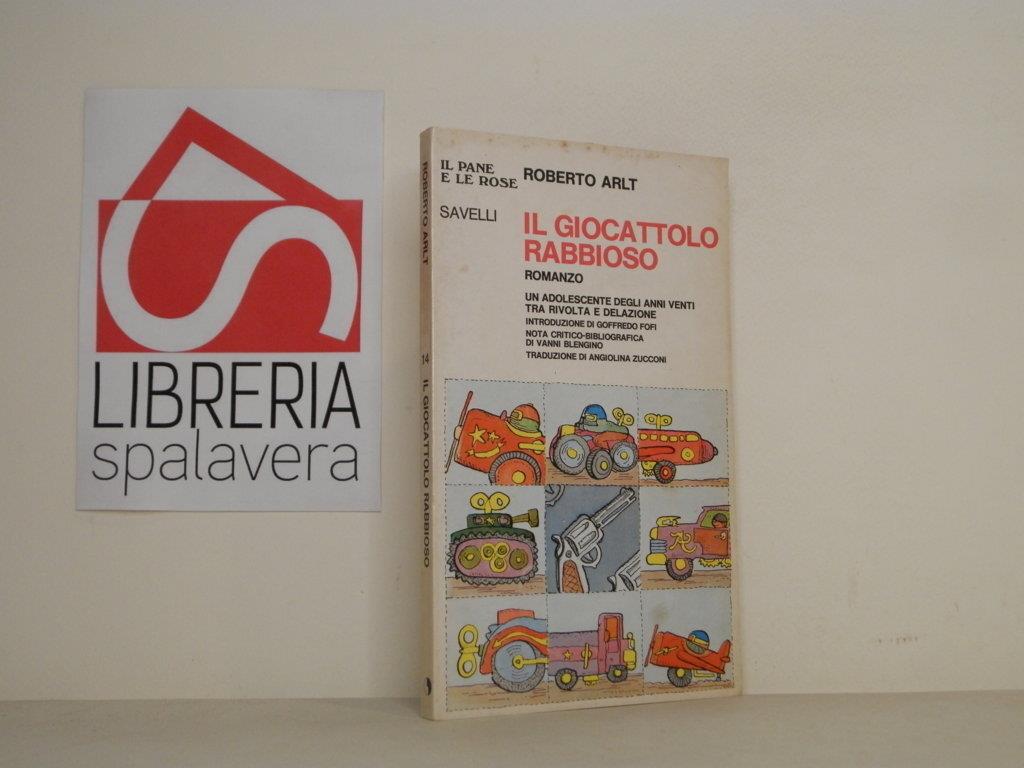 LIBRERIA
spalavera
ROBERTO ARLT
14
IL GIOCATTOLO RABBIOSO
IL PANE
E LE ROSE
SAVELLI
ROBERTO ARLT
IL GIOCATTOLO
RABBIOSO
ROMANZO
UN ADOLESCENTE DEGLI ANNI VENTI
TRA RIVOLTA E DELAZIONE
INTRODUZIONE DI GOFFREDO FOFI
NOTA CRITICO-BIBLIOGRAFICA
DI VANNI BLENGINO
TRADUZIONE DI ANGIOLINA ZUCCONI